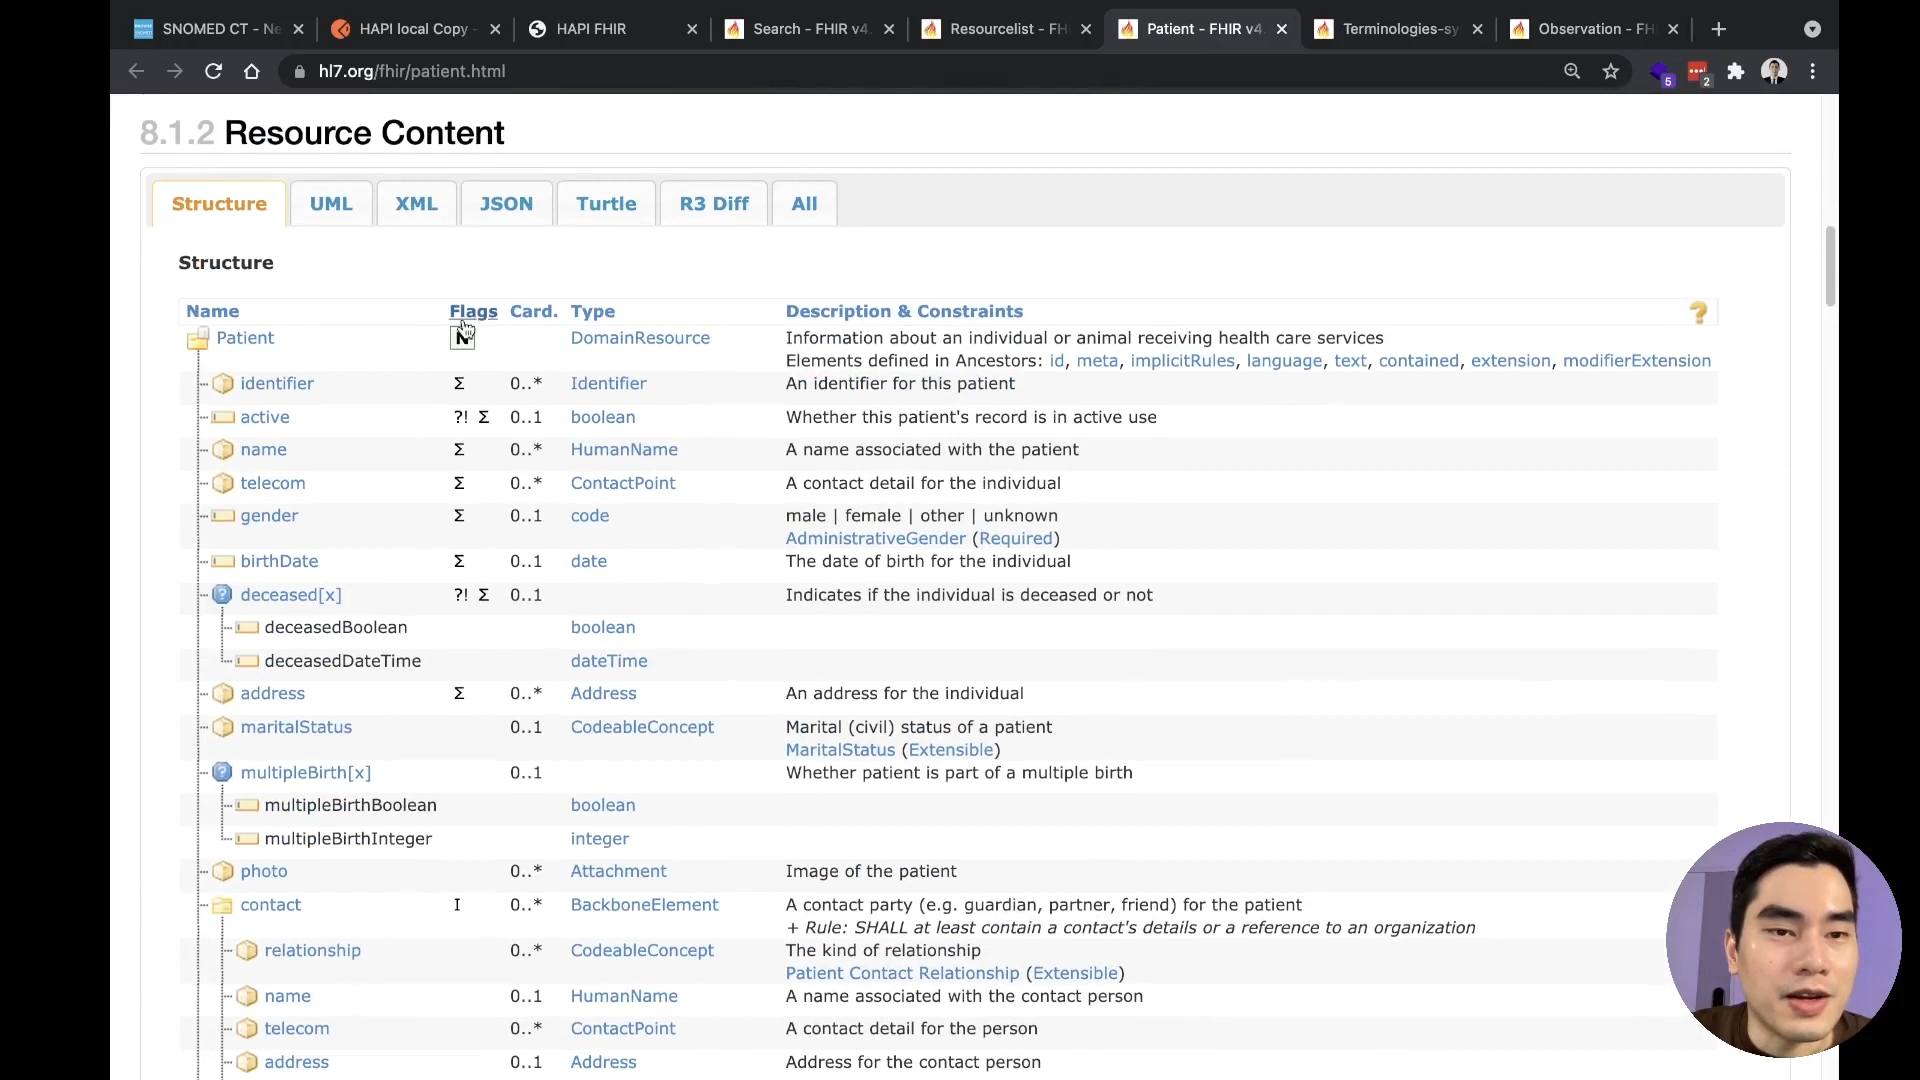 SNOMED CT - Ne
HAPI local Copy -
HAPI FHIR
Search - FHIR v4.
Resourcelist - FH
Patient - FHIR v4
Terminologies-sy
Observation - FH
hl7.org/fhir/patient.html
5
2
8.1.2 Resource Content
Structure UML XML JSON Turtle R3 Diff All
Structure
Name Flags Card. Type Description & Constraints ?
Patient N DomainResource Information about an individual or animal receiving health care services
Elements defined in Ancestors: id, meta, implicitRules, language, text, contained, extension, modifierExtension
identifier Σ 0..* Identifier An identifier for this patient
active ?! Σ 0..1 boolean Whether this patient's record is in active use
name Σ 0..* HumanName A name associated with the patient
telecom Σ 0..* ContactPoint A contact detail for the individual
gender Σ 0..1 code male | female | other | unknown
AdministrativeGender (Required)
birthDate Σ 0..1 date The date of birth for the individual
deceased[x] ?! Σ 0..1 Indicates if the individual is deceased or not
deceasedBoolean boolean
deceasedDateTime dateTime
address Σ 0..* Address An address for the individual
maritalStatus 0..1 CodeableConcept Marital (civil) status of a patient
MaritalStatus (Extensible)
multipleBirth[x] 0..1 Whether patient is part of a multiple birth
multipleBirthBoolean boolean
multipleBirthInteger integer
photo 0..* Attachment Image of the patient
contact I 0..* BackboneElement A contact party (e.g. guardian, partner, friend) for the patient
+ Rule: SHALL at least contain a contact's details or a reference to an organization
relationship 0..* CodeableConcept The kind of relationship
Patient Contact Relationship (Extensible)
name 0..1 HumanName A name associated with the contact person
telecom 0..* ContactPoint A contact detail for the person
address 0..1 Address Address for the contact person